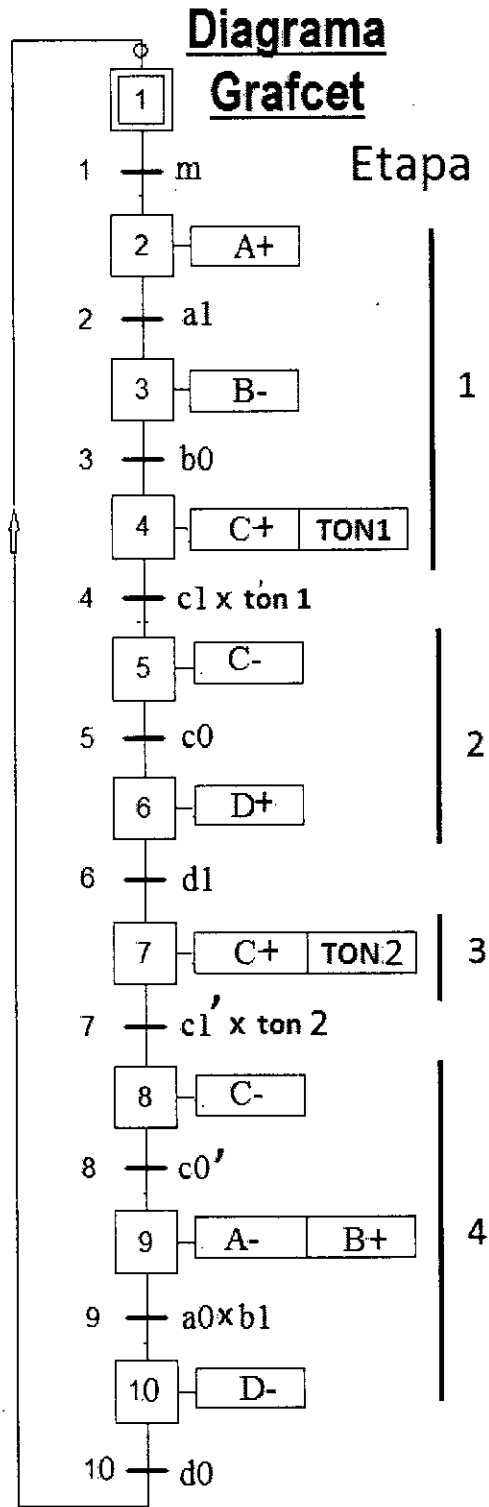 Diagrama
Grafcet
1
Etapa
1 m
2 A+
2 a1
3 B-
1
3 b0
4 C+ TON1
4 c1 x ton 1
5 C-
2
5 c0
6 D+
6 d1
7 C+ TON2
3
7 c1' x ton 2
8 C-
8 c0'
9 A- B+
4
9 a0xb1
10 D-
10 d0